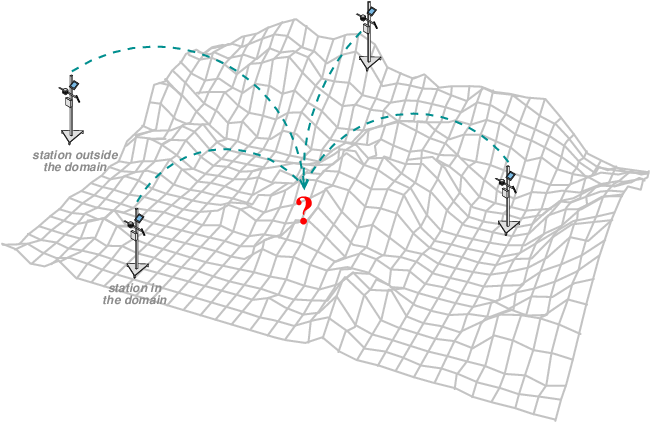 station outside
the domain
?
station in
the domain